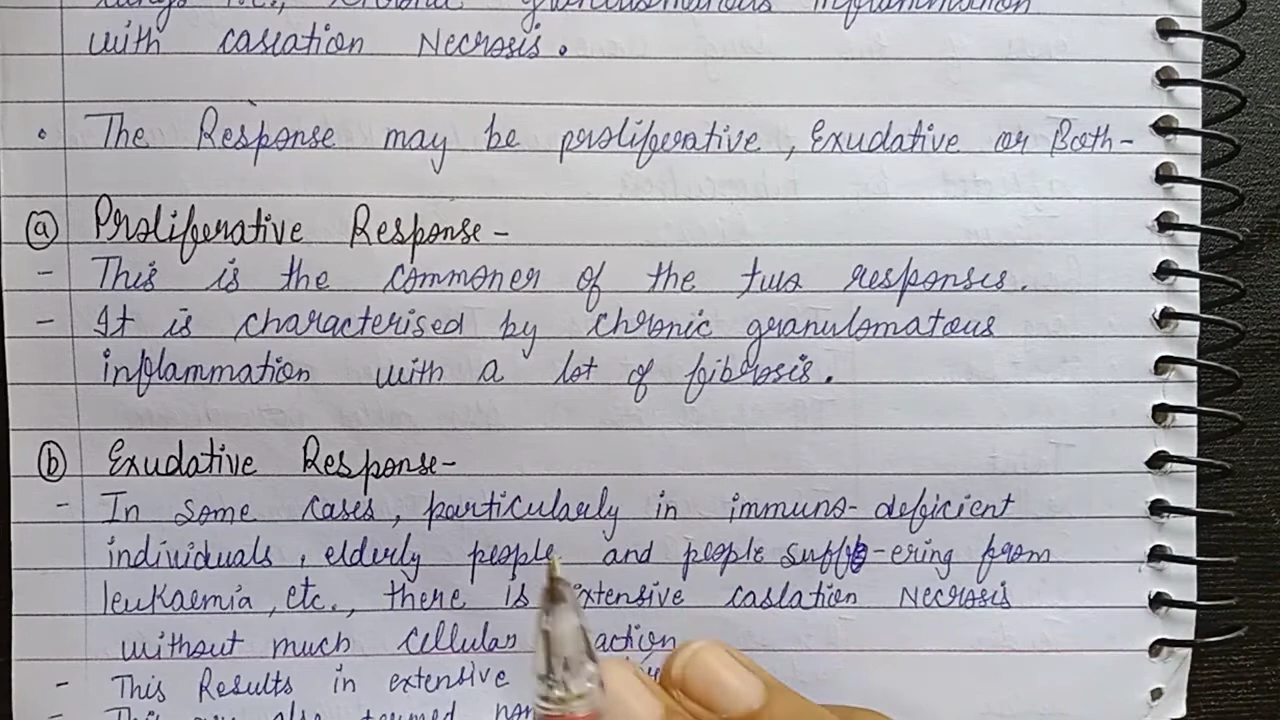 with caseation Necrosis.
• The Response may be proliferative, Exudative or Both-
(a) Proliferative Response-
- This is the commoner of the two responses.
- It is characterised by chronic granulomatous
inflammation with a lot of fibrosis.
(b) Exudative Response-
- In some cases, particularly in immuno-deficient
individuals, elderly people and people suff-ering from
leukaemia, etc., there is extensive caseation Necrosis
without much cellular
- This Results in extensive
- This